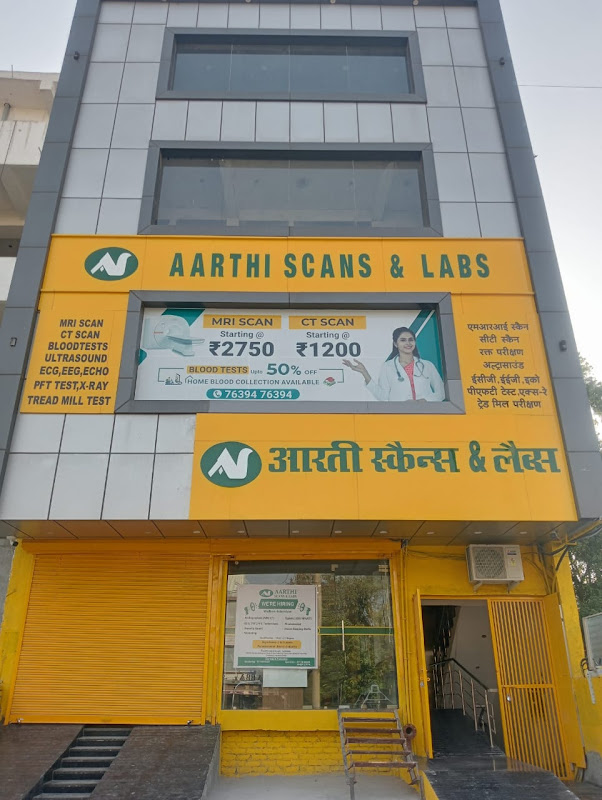 AARTHI SCANS & LABS
MRI SCAN
CT SCAN
BLOODTESTS
ULTRASOUND
ECG,EEG,ECHO
PFT TEST,X-RAY
TREAD MILL TEST
MRI SCAN
Starting @
₹2750
CT SCAN
Starting @
₹1200
BLOOD TESTS Upto 50% OFF
HOME BLOOD COLLECTION AVAILABLE
76394 76394
एमआरआई स्कैन
सीटी स्कैन
रक्त परीक्षण
अल्ट्रासाउंड
ईसीजी,ईईजी,इको
पीएफटी टेस्ट,एक्स-रे
ट्रेड मिल परीक्षण
आरती स्कैन्स & लैब्स
AARTHI
WE'RE HIRING